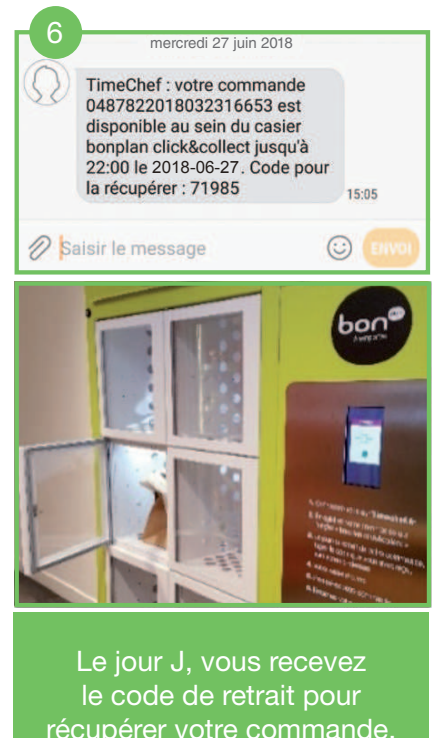 6
mercredi 27 juin 2018
TimeChef : votre commande
0487822018032316653 est
disponible au sein du casier
bonplan click&collect jusqu'à
22:00 le 2018-06-27. Code pour
la récupérer : 71985
15:05
Saisir le message
ENVOI
bon
Le jour J, vous recevez
le code de retrait pour
récupérer votre commande.